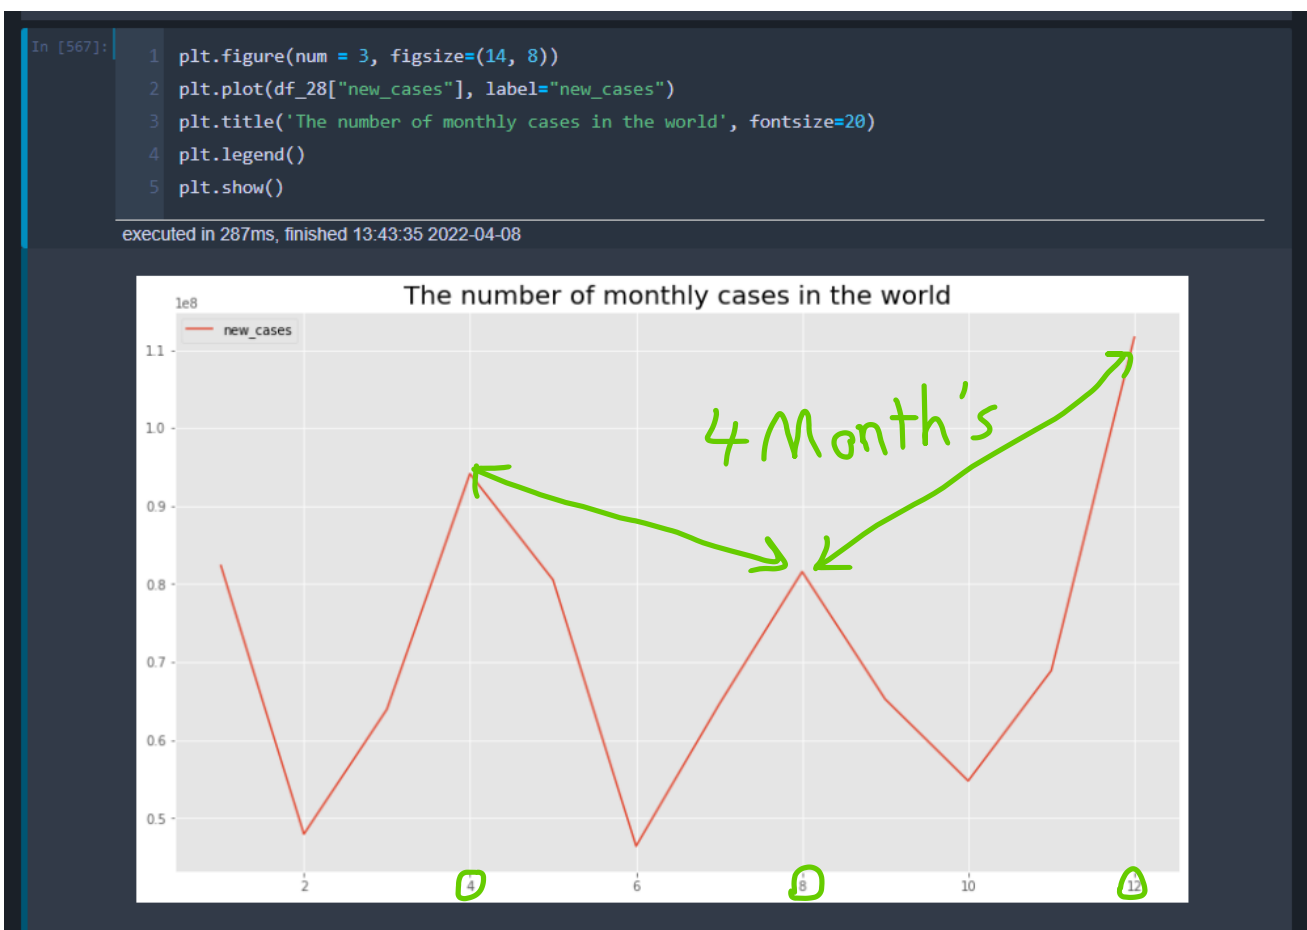 In [567]:
1 plt.figure(num = 3, figsize=(14, 8))
2 plt.plot(df_28["new_cases"], label="new_cases")
3 plt.title('The number of monthly cases in the world', fontsize=20)
4 plt.legend()
5 plt.show()
executed in 287ms, finished 13:43:35 2022-04-08
The number of monthly cases in the world
1e8
new_cases
1.1
1.0
0.9
0.8
0.7
0.6
0.5
4 Month's
2 4 6 8 10 12